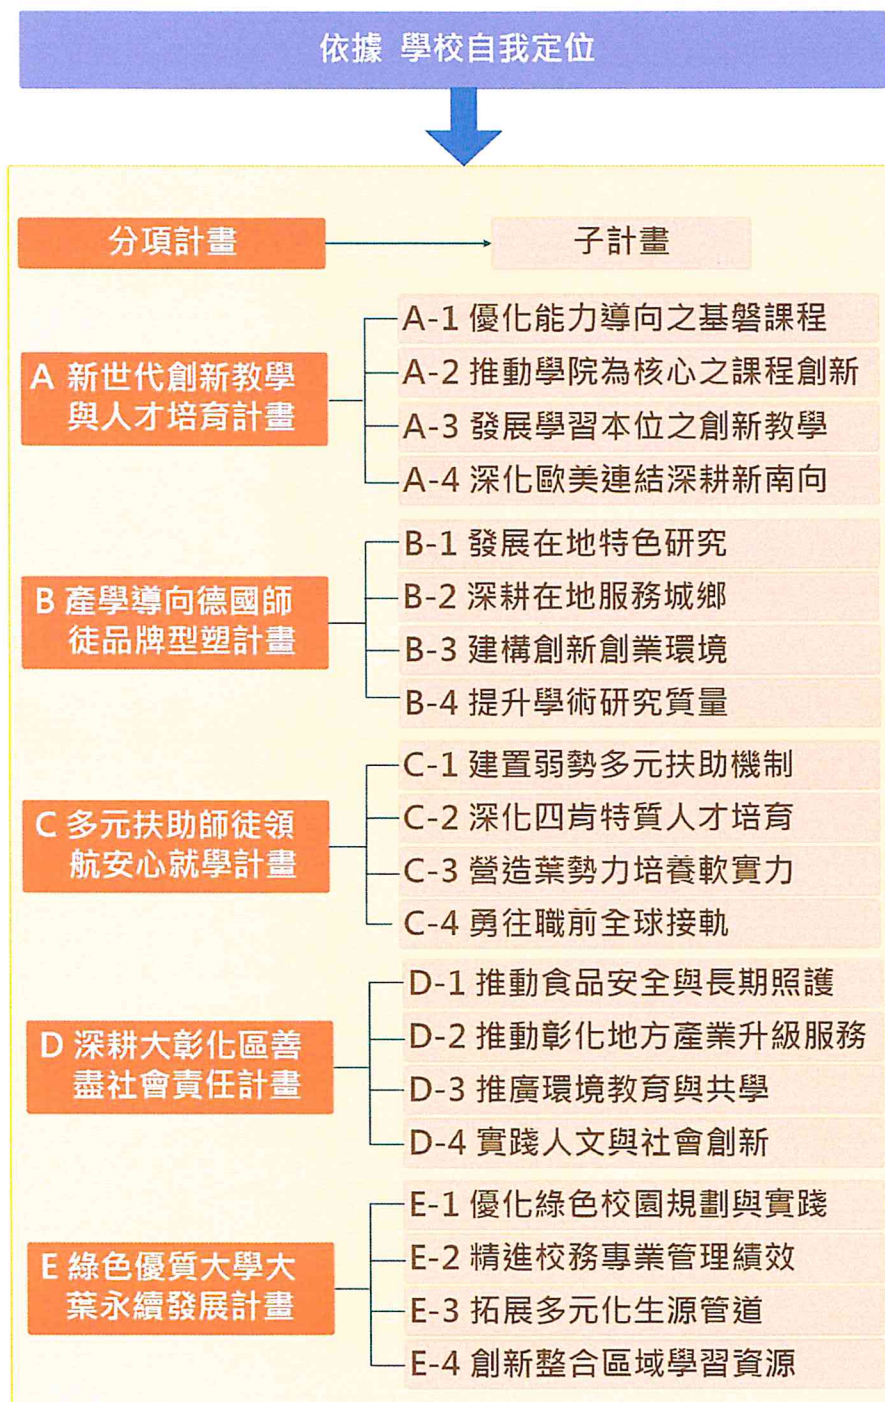 依據 學校自我定位
分項計畫
子計畫
A 新世代創新教學
與人才培育計畫
A-1 優化能力導向之基磐課程
A-2 推動學院為核心之課程創新
A-3 發展學習本位之創新教學
A-4 深化歐美連結深耕新南向
B 產學導向德國師
徒品牌型塑計畫
B-1 發展在地特色研究
B-2 深耕在地服務城鄉
B-3 建構創新創業環境
B-4 提升學術研究質量
C 多元扶助師徒領
航安心就學計畫
C-1 建置弱勢多元扶助機制
C-2 深化四肯特質人才培育
C-3 營造葉勢力培養軟實力
C-4 勇往職前全球接軌
D 深耕大彰化區善
盡社會責任計畫
D-1 推動食品安全與長期照護
D-2 推動彰化地方產業升級服務
D-3 推廣環境教育與共學
D-4 實踐人文與社會創新
E 綠色優質大學大
葉永續發展計畫
E-1 優化綠色校園規劃與實踐
E-2 精進校務專業管理績效
E-3 拓展多元化生源管道
E-4 創新整合區域學習資源